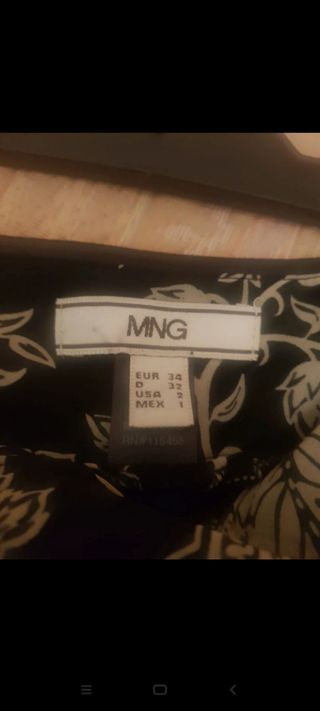 MNG
EUR 34
D 32
USA 2
MEX 1